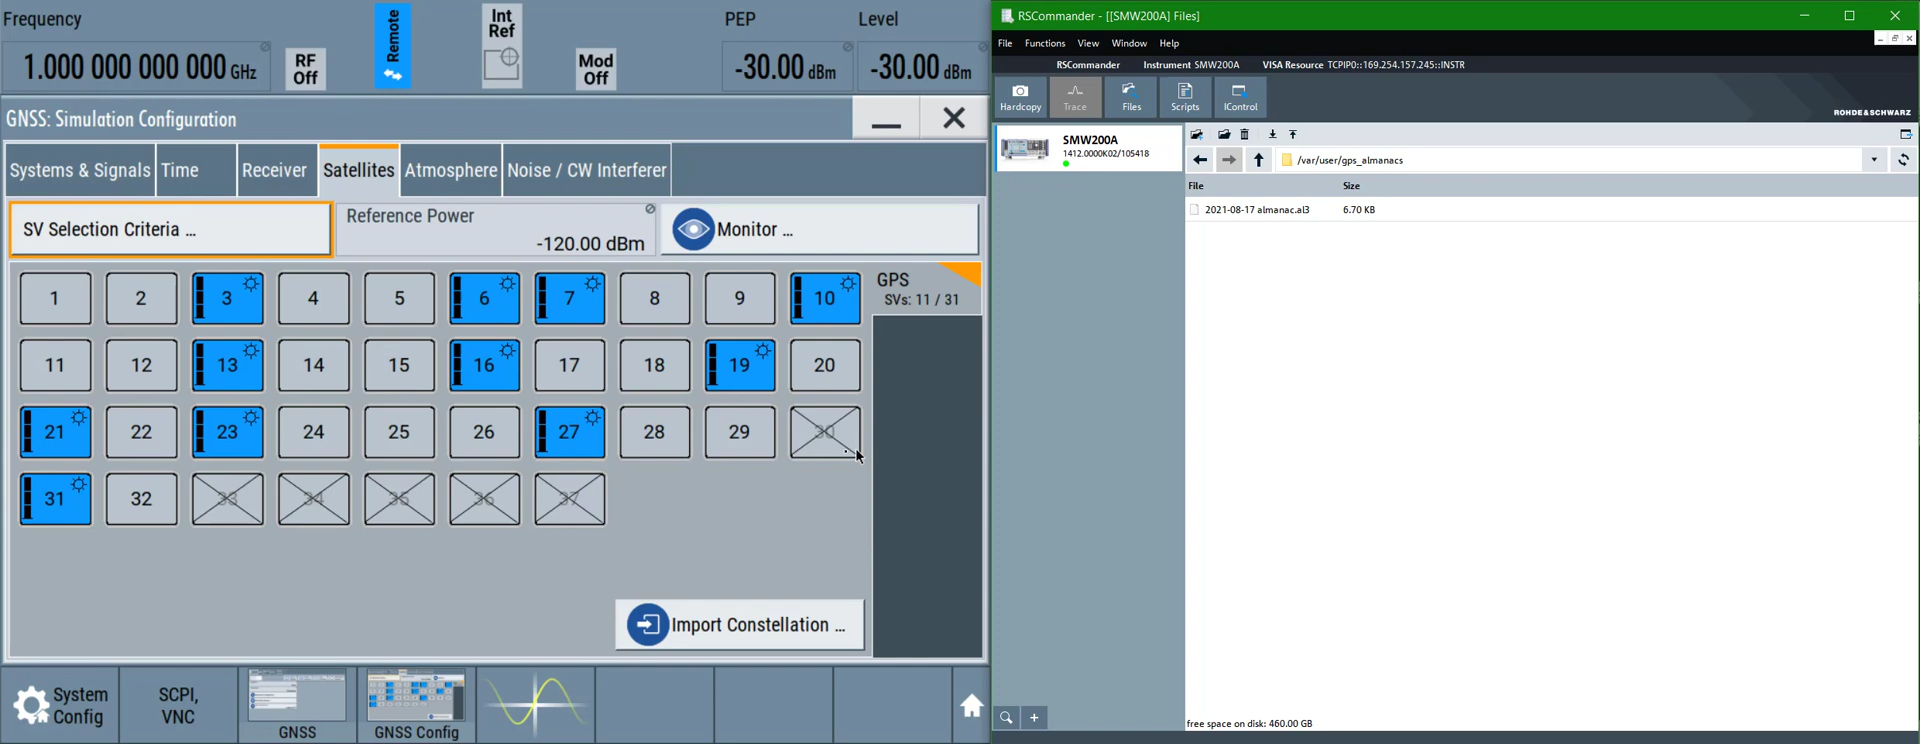 Frequency
1.000 000 000 000 GHz
RF Off
Remote
Int Ref
Mod Off
PEP
-30.00 dBm
Level
-30.00 dBm
GNSS: Simulation Configuration
Systems & Signals
Time
Receiver
Satellites
Atmosphere
Noise / CW Interferer
SV Selection Criteria ...
Reference Power
-120.00 dBm
Monitor ...
1 2 3 4 5 6 7 8 9 10
11 12 13 14 15 16 17 18 19 20
21 22 23 24 25 26 27 28 29 30
31 32 33 34 35 36 37
GPS
SVs: 11 / 31
Import Constellation ...
System Config
SCPI, VNC
GNSS
GNSS Config
RSCommander - [[SMW200A] Files]
File Functions View Window Help
RSCommander Instrument SMW200A VISA Resource TCPIP0::169.254.157.245::INSTR
Hardcopy Trace Files Scripts IControl
ROHDE&SCHWARZ
SMW200A
1412.0000K02/105418
/var/user/gps_almanacs
File Size
2021-08-17 almanac.al3 6.70 KB
free space on disk: 460.00 GB